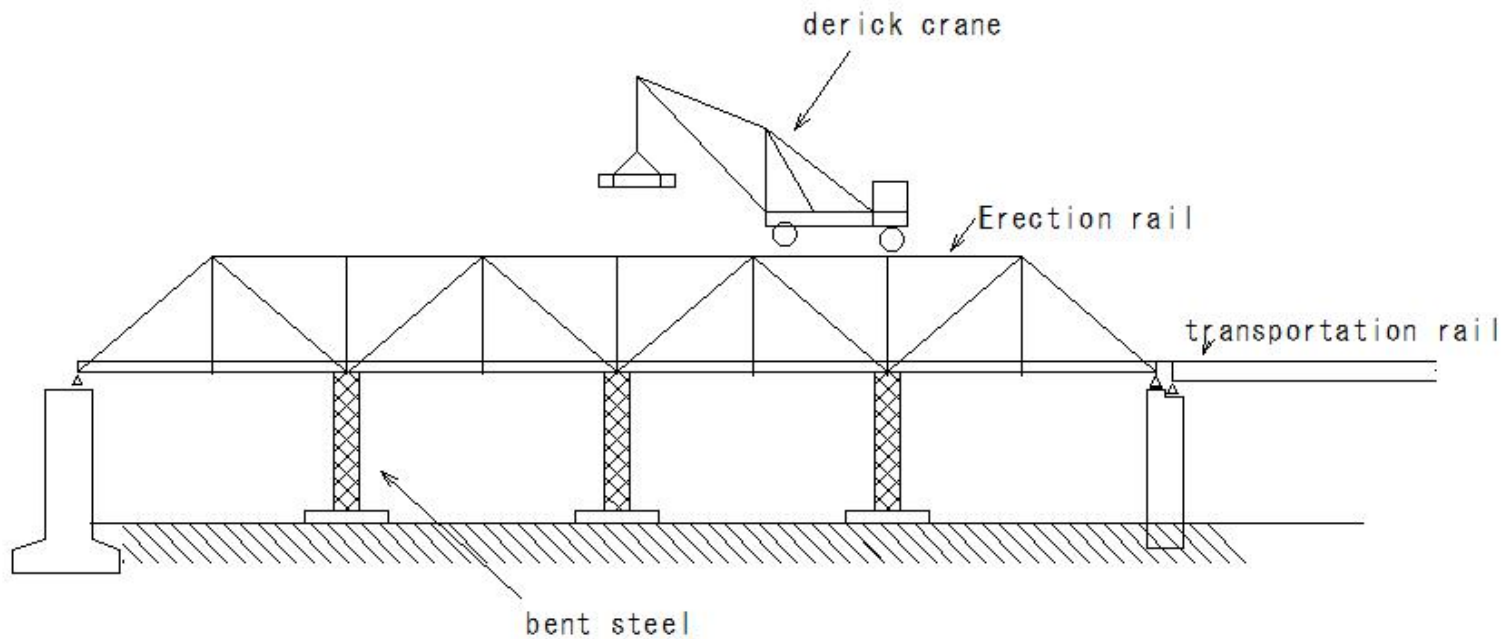 derick crane
Erection rail
transportation rail
bent steel